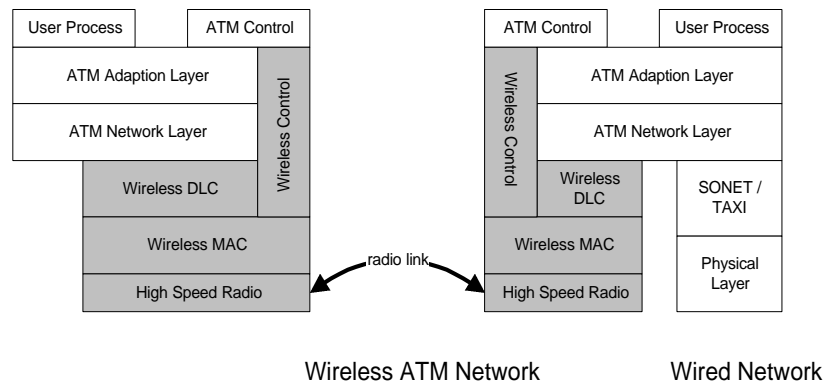 User Process
ATM Control
ATM Adaption Layer
ATM Network Layer
Wireless Control
Wireless DLC
Wireless MAC
High Speed Radio
radio link
ATM Control
User Process
Wireless Control
ATM Adaption Layer
ATM Network Layer
Wireless
DLC
SONET /
TAXI
Wireless MAC
Physical
Layer
High Speed Radio
Wireless ATM Network
Wired Network